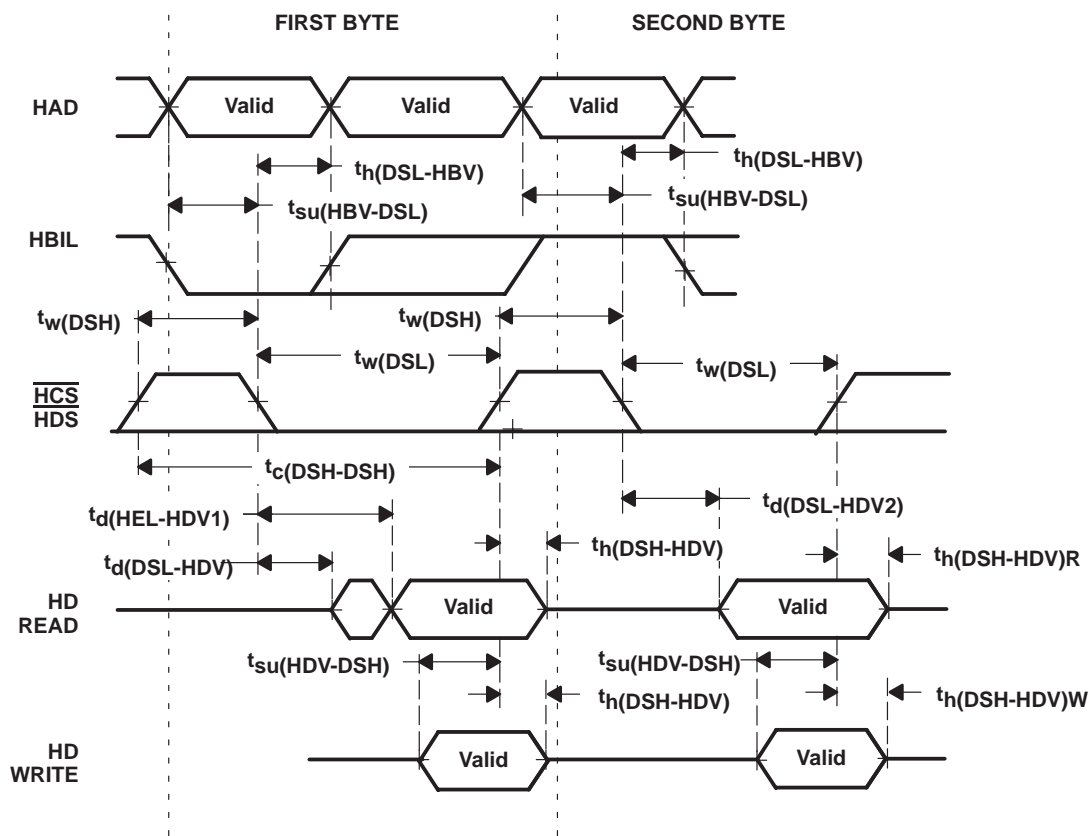 FIRST BYTE SECOND BYTE
HAD Valid Valid Valid
th(DSL-HBV) th(DSL-HBV)
tsu(HBV-DSL) tsu(HBV-DSL)
HBIL
tw(DSH) tw(DSH)
tw(DSL) tw(DSL)
HCS
HDS
tc(DSH-DSH)
td(HEL-HDV1) td(DSL-HDV2)
td(DSL-HDV) th(DSH-HDV) th(DSH-HDV)R
HD
READ
Valid Valid
tsu(HDV-DSH) tsu(HDV-DSH)
th(DSH-HDV) th(DSH-HDV)W
HD
WRITE
Valid Valid